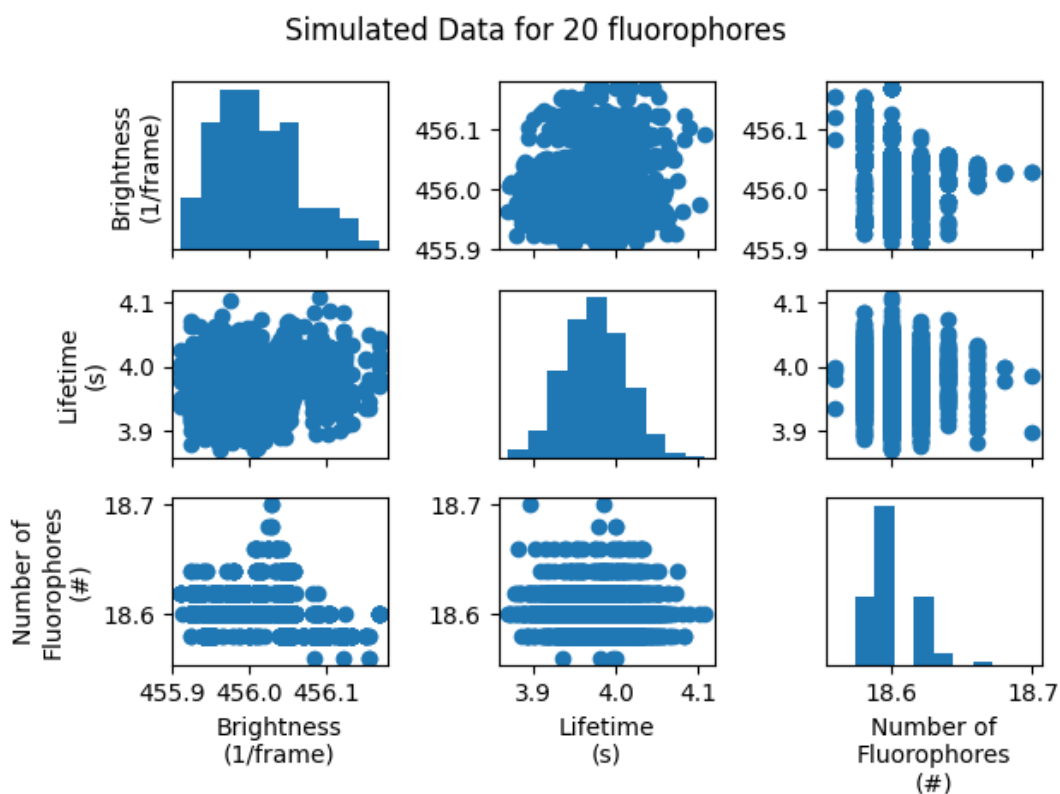 Simulated Data for 20 fluorophores
Brightness
(1/frame)
456.1
456.0
455.9
456.1
456.0
455.9
Lifetime
(s)
4.1
4.0
3.9
4.1
4.0
3.9
Number of
Fluorophores
(#)
18.7
18.6
18.6
455.9 456.0 456.1
3.9 4.0 4.1
18.6 18.7
Brightness
(1/frame)
Lifetime
(s)
Number of
Fluorophores
(#)